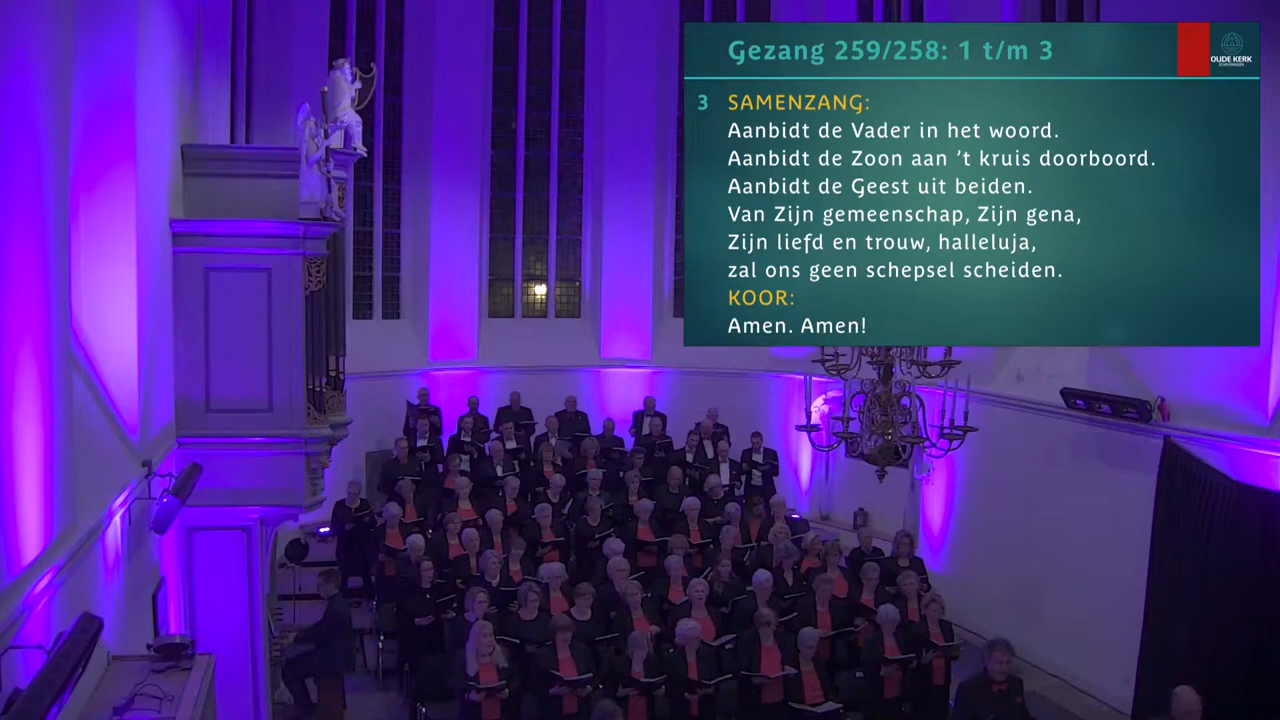 Gezang 259/258: 1 t/m 3
OUDE KERK
SCHEVENINGEN
3 SAMENZANG:
Aanbidt de Vader in het woord.
Aanbidt de Zoon aan ’t kruis doorboord.
Aanbidt de Geest uit beiden.
Van Zijn gemeenschap, Zijn gena,
Zijn liefd en trouw, halleluja,
zal ons geen schepsel scheiden.
KOOR:
Amen. Amen!